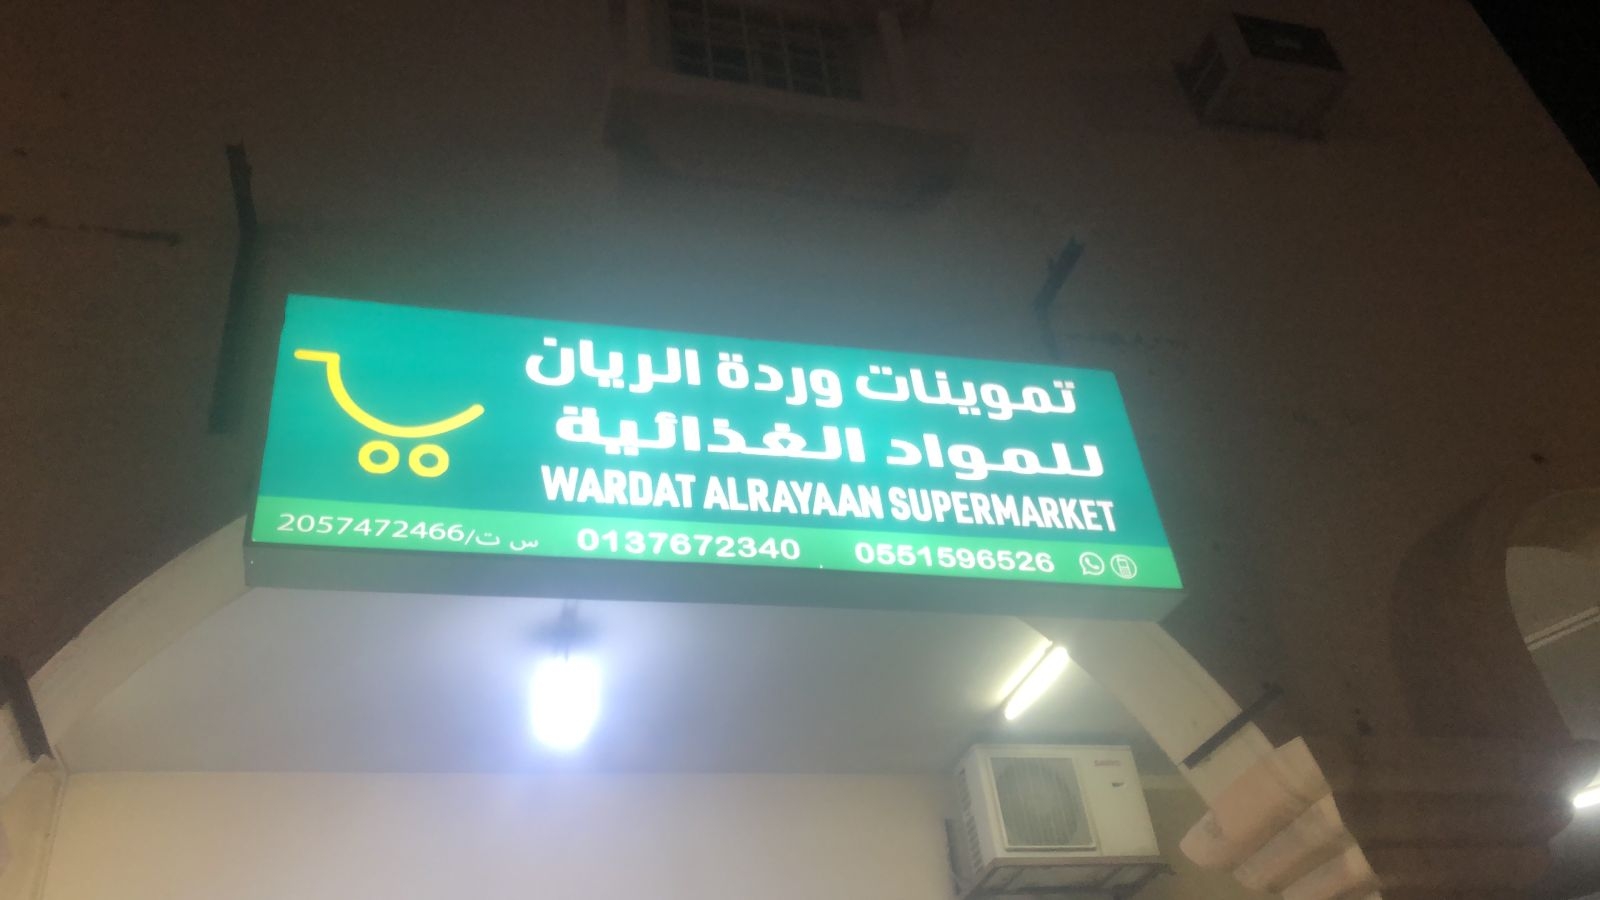 تموينات وردة الريان
للمواد الغذائية
WARDAT ALRAYAAN SUPERMARKET
س ت/2057472466 0137672340 0551596526